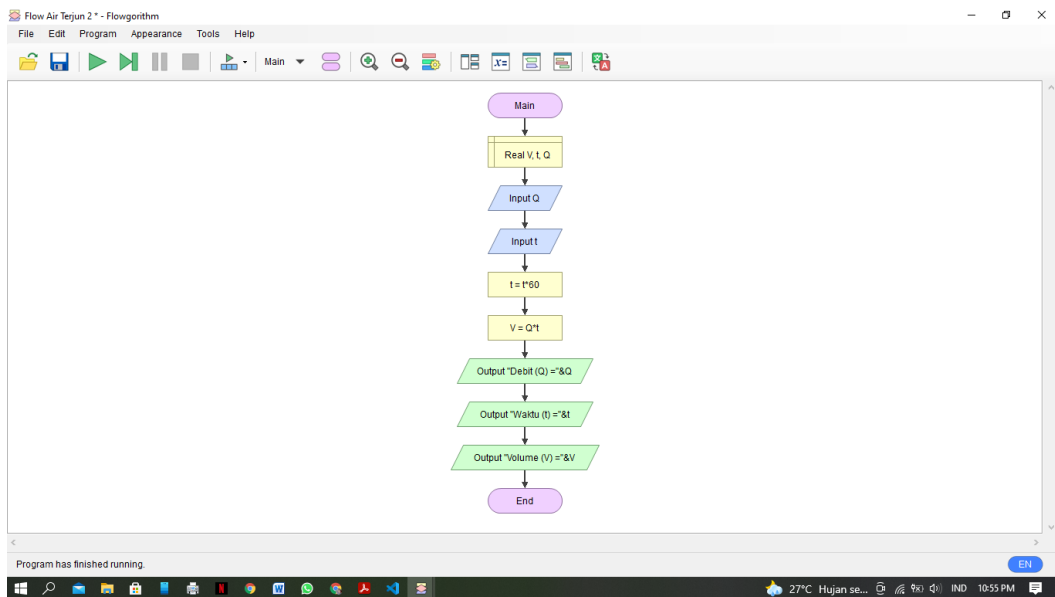 Flow Air Terjun 2 * - Flowgorithm
File Edit Program Appearance Tools Help
Main
Main
Real V, t, Q
Input Q
Input t
t = t*60
V = Q*t
Output "Debit (Q) ="&Q
Output "Waktu (t) ="&t
Output "Volume (V) ="&V
End
Program has finished running.
EN
27°C Hujan se... IND 10:55 PM